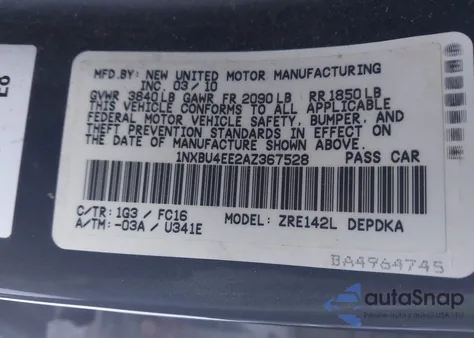 E6
MFD.BY: NEW UNITED MOTOR MANUFACTURING
INC. 03/10
GVWR 3840LB GAWR FR 2090LB RR 1850LB
THIS VEHICLE CONFORMS TO ALL APPLICABLE
FEDERAL MOTOR VEHICLE SAFETY, BUMPER, AND
THEFT PREVENTION STANDARDS IN EFFECT ON
THE DATE OF MANUFACTURE SHOWN ABOVE.
1NXBU4EE2AZ367528 PASS CAR
C/TR: 1G3 / FC16 MODEL: ZRE142L DEPDKA
A/TM: -03A / U341E
BA4964745
autoSnap